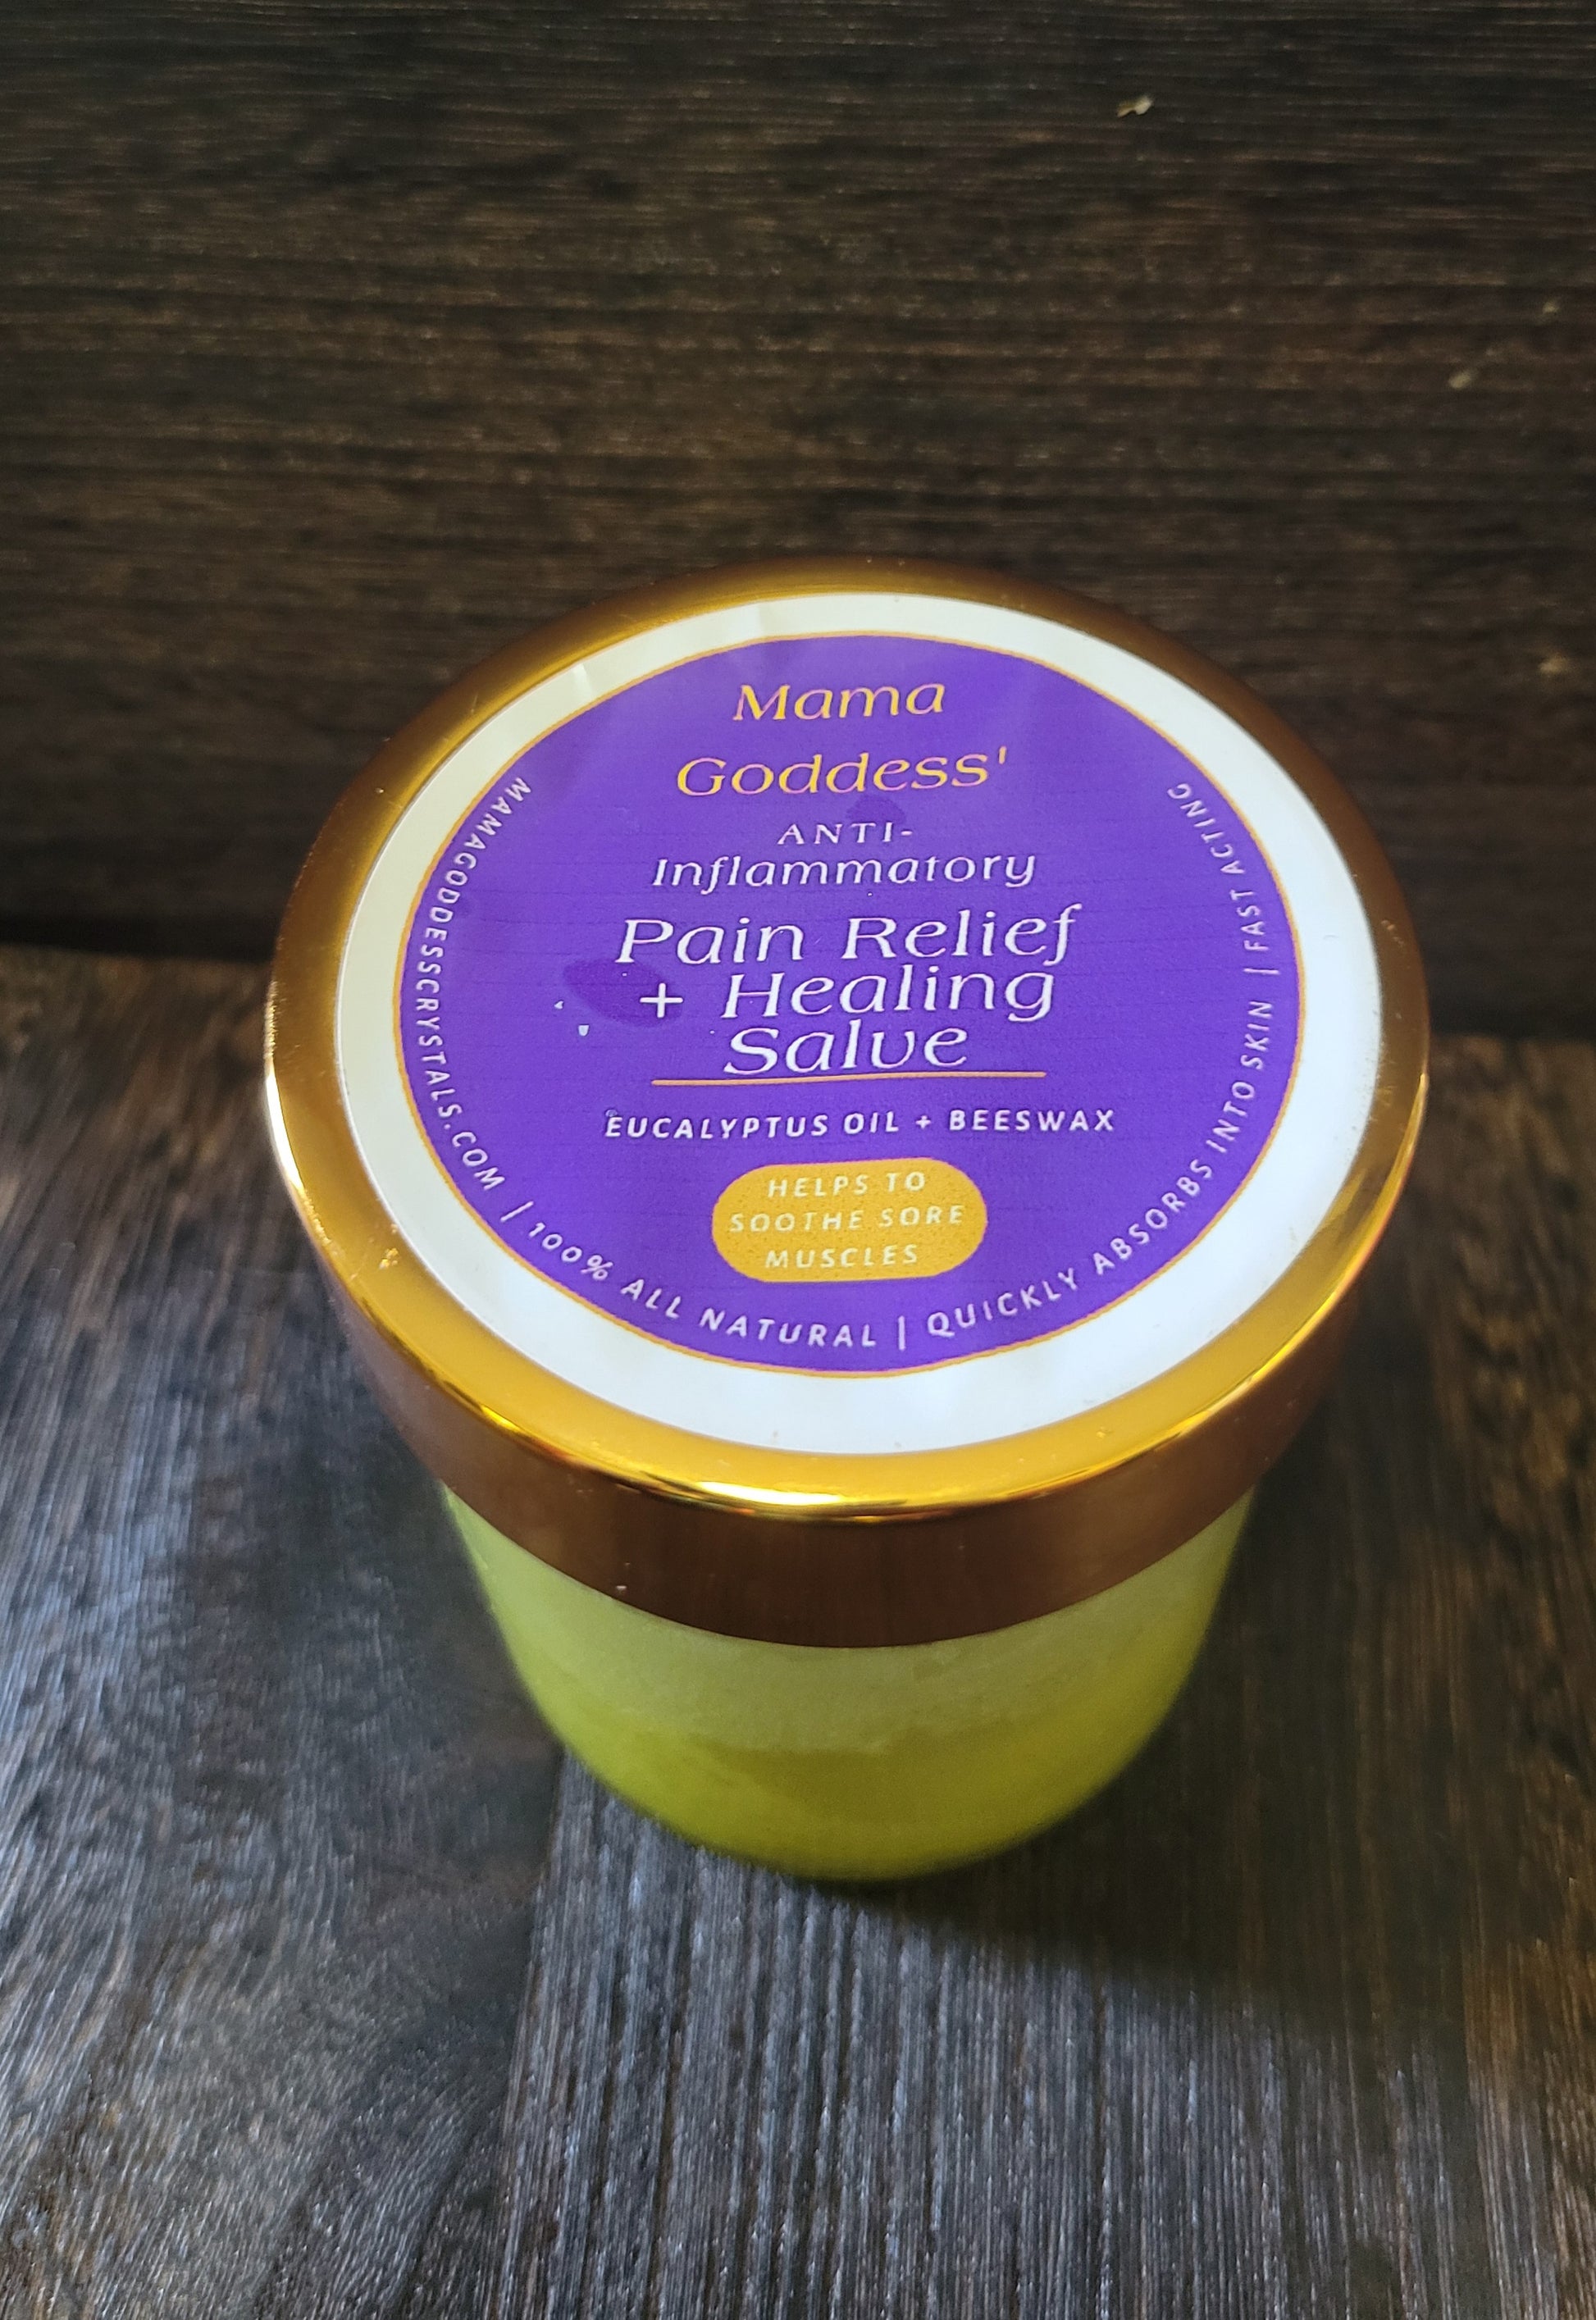 Mama
Goddess'
ANTI-
Inflammatory
Pain Relief
+ Healing
Salve
EUCALYPTUS OIL + BEESWAX
HELPS TO
SOOTHE SORE
MUSCLES
MAMAGODDESSCRYSTALS.COM | 100% ALL NATURAL | QUICKLY ABSORBS INTO SKIN | FAST ACTING